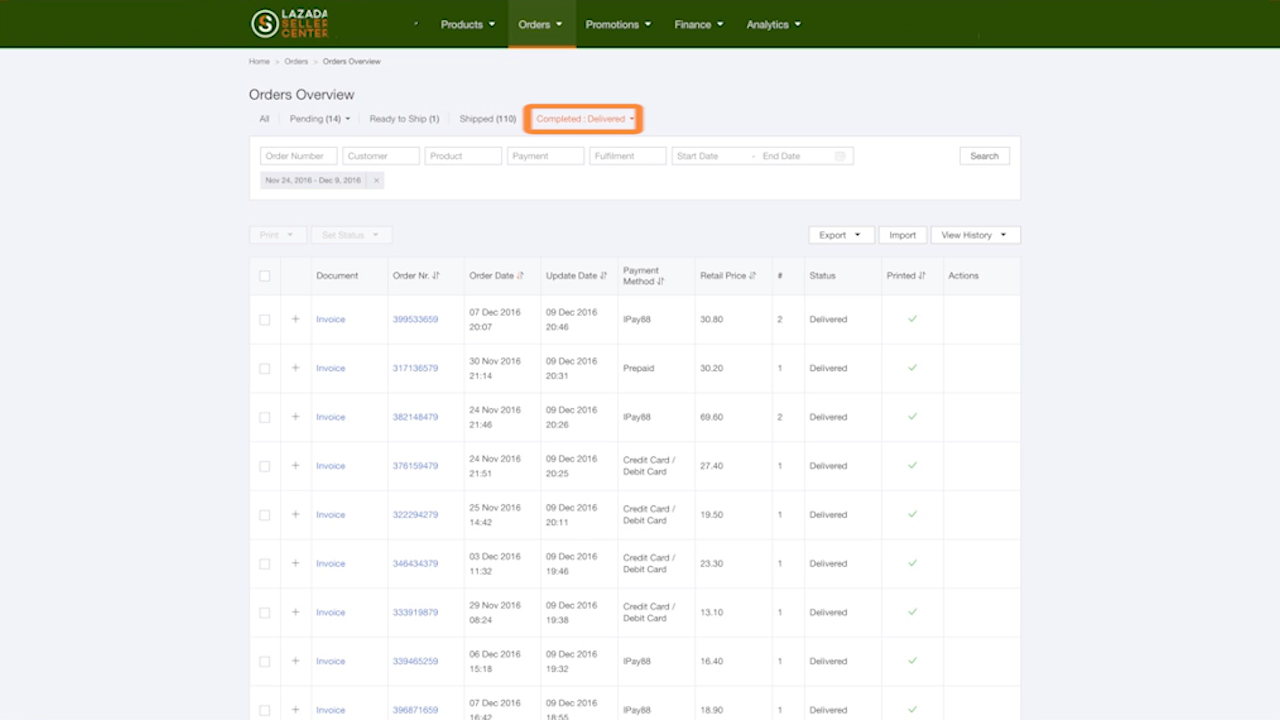 LAZADA
SELLER
CENTER
Products
Orders
Promotions
Finance
Analytics
Home > Orders > Orders Overview
Orders Overview
All
Pending (14)
Ready to Ship (1)
Shipped (110)
Completed : Delivered
Order Number
Customer
Product
Payment
Fulfilment
Start Date - End Date
Search
Nov 24, 2016 - Dec 9, 2016 ×
Print
Set Status
Export
Import
View History
Document
Order Nr.
Order Date
Update Date
Payment
Method
Retail Price
#
Status
Printed
Actions
+ Invoice 399533659
07 Dec 2016
20:07
09 Dec 2016
20:46
IPay88 30.80 2 Delivered
+ Invoice 317136579
30 Nov 2016
21:14
09 Dec 2016
20:31
Prepaid 30.20 1 Delivered
+ Invoice 382148479
24 Nov 2016
21:46
09 Dec 2016
20:26
IPay88 69.60 2 Delivered
+ Invoice 376159479
24 Nov 2016
21:51
09 Dec 2016
20:25
Credit Card /
Debit Card
27.40 1 Delivered
+ Invoice 322294279
25 Nov 2016
14:42
09 Dec 2016
20:11
Credit Card /
Debit Card
19.50 1 Delivered
+ Invoice 346434379
03 Dec 2016
11:32
09 Dec 2016
19:46
Credit Card /
Debit Card
23.30 1 Delivered
+ Invoice 333919879
29 Nov 2016
08:24
09 Dec 2016
19:38
Credit Card /
Debit Card
13.10 1 Delivered
+ Invoice 339465259
06 Dec 2016
15:18
09 Dec 2016
19:32
IPay88 16.40 1 Delivered
+ Invoice 396871659
07 Dec 2016
16:42
09 Dec 2016
18:55
IPay88 18.90 1 Delivered